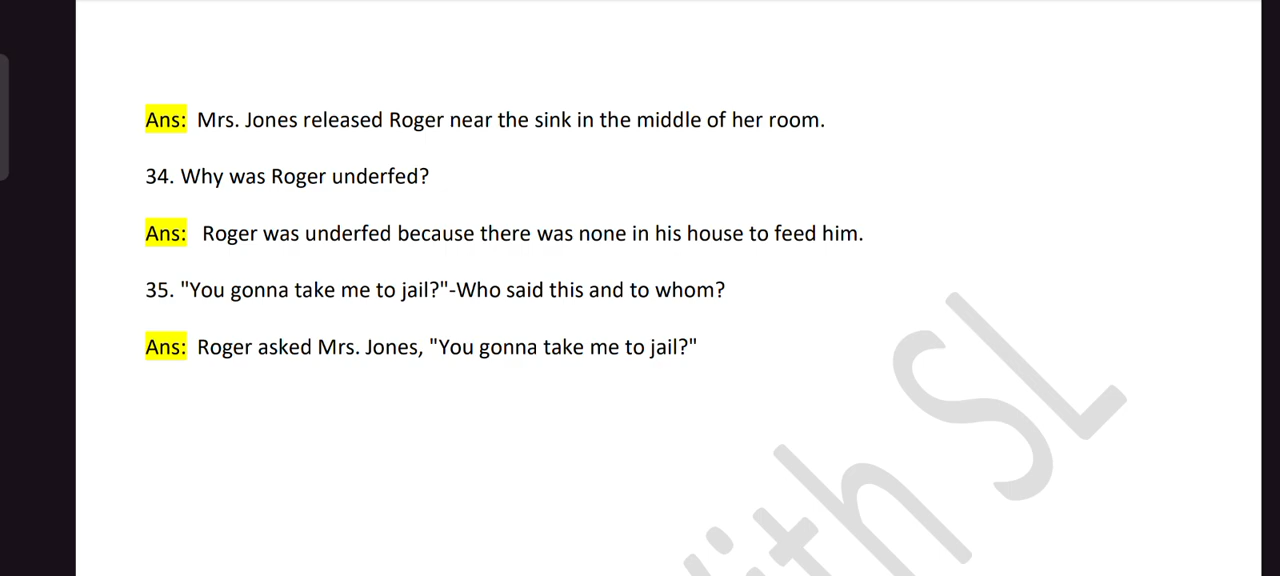 Ans: Mrs. Jones released Roger near the sink in the middle of her room.
34. Why was Roger underfed?
Ans: Roger was underfed because there was none in his house to feed him.
35. "You gonna take me to jail?"-Who said this and to whom?
Ans: Roger asked Mrs. Jones, "You gonna take me to jail?"
ith SL